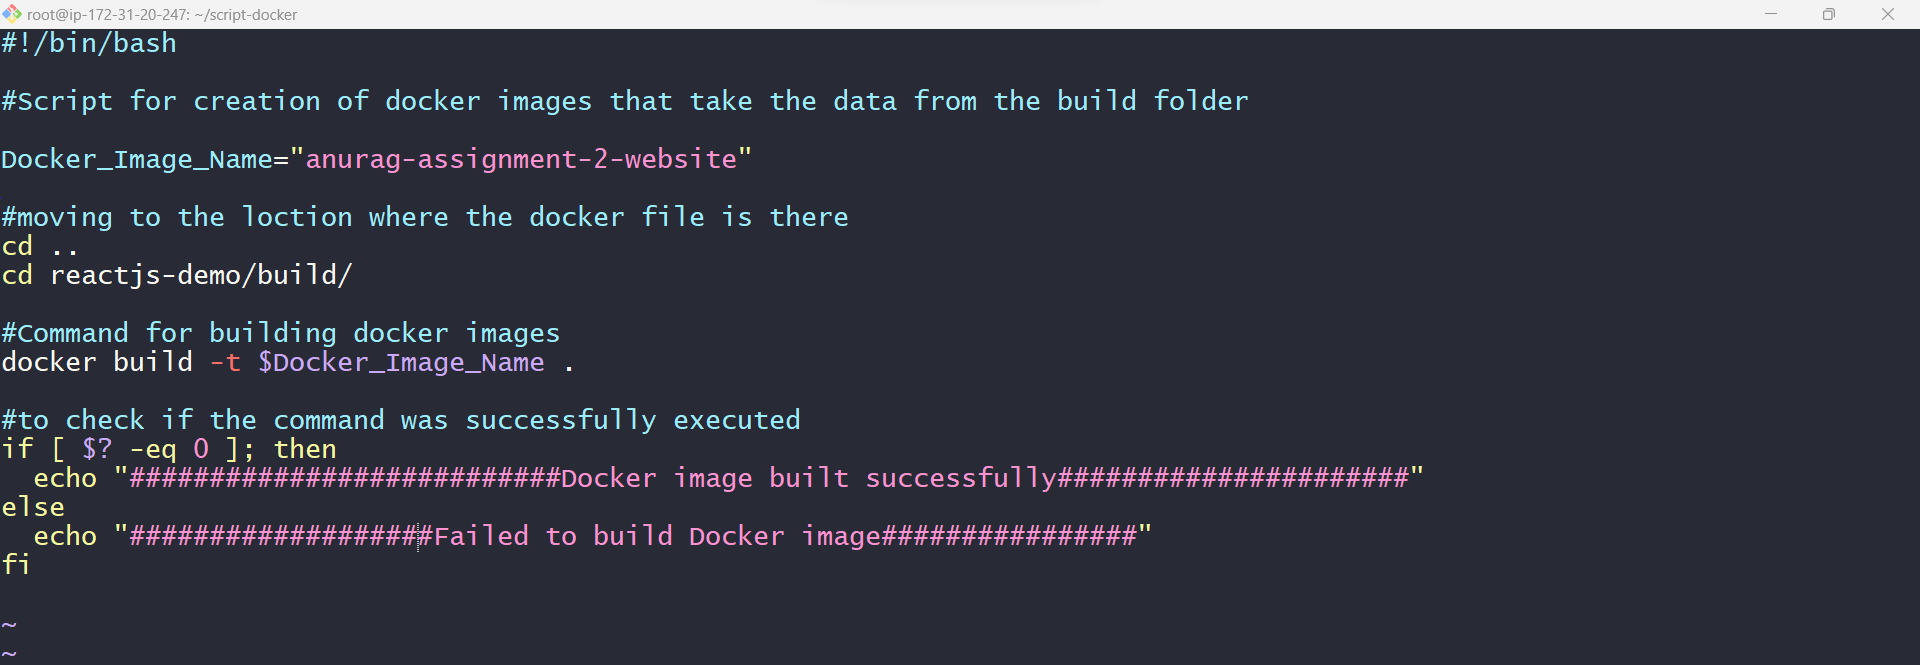 root@ip-172-31-20-247: ~/script-docker
#!/bin/bash
#Script for creation of docker images that take the data from the build folder
Docker_Image_Name="anurag-assignment-2-website"
#moving to the loction where the docker file is there
cd ..
cd reactjs-demo/build/
#Command for building docker images
docker build -t $Docker_Image_Name .
#to check if the command was successfully executed
if [ $? -eq 0 ]; then
  echo "###########################Docker image built successfully######################"
else
  echo "###################Failed to build Docker image################"
fi
~
~